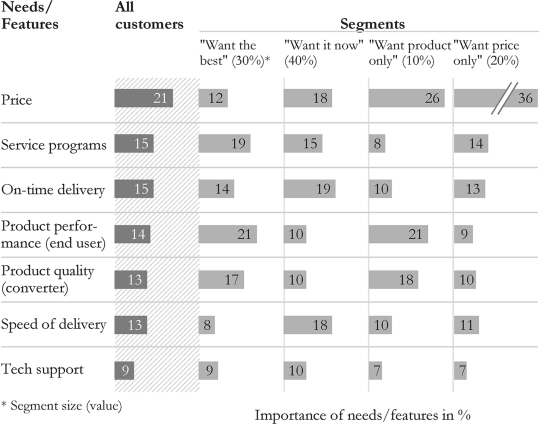 Needs/ All Segments
Features customers
"Want the "Want it now" "Want product "Want price
best" (30%)* (40%) only" (10%) only" (20%)
Price 21 12 18 26 36
Service programs 15 19 15 8 14
On-time delivery 15 14 19 10 13
Product perfor-
mance (end user) 14 21 10 21 9
Product quality
(converter) 13 17 10 18 10
Speed of delivery 13 8 18 10 11
Tech support 9 9 10 7 7
* Segment size (value)
Importance of needs/features in %